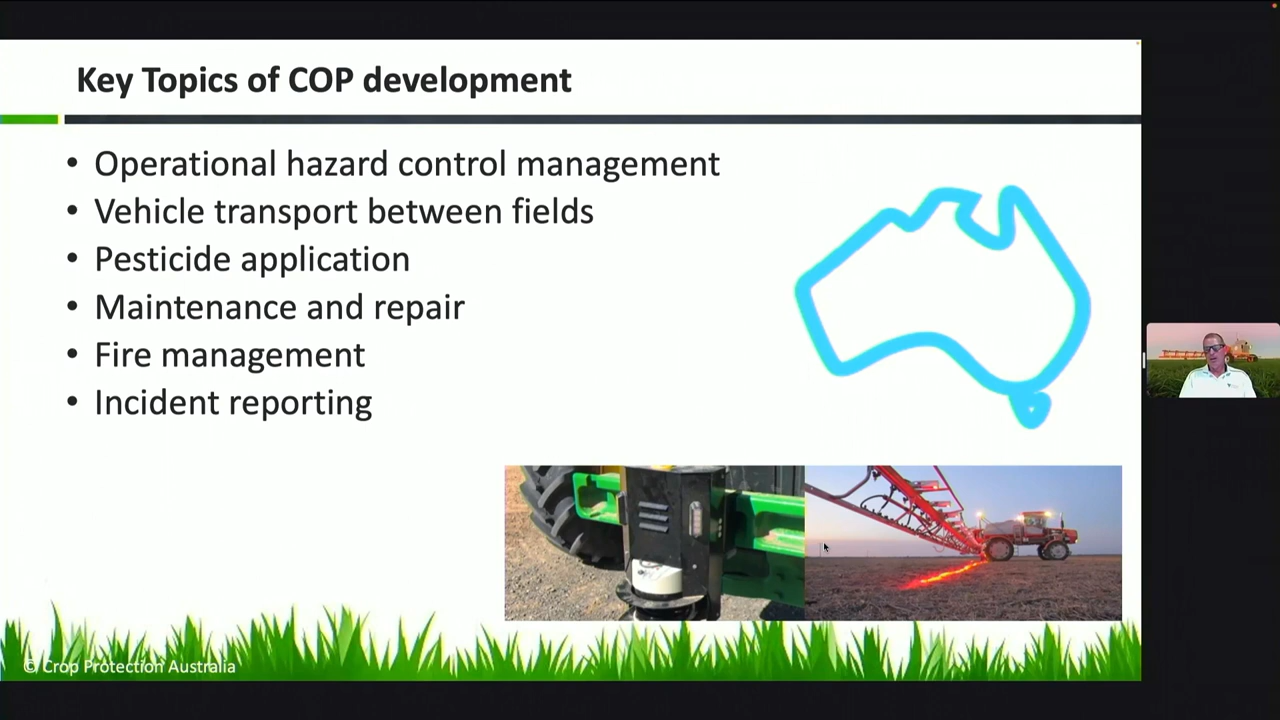 Key Topics of COP development
• Operational hazard control management
• Vehicle transport between fields
• Pesticide application
• Maintenance and repair
• Fire management
• Incident reporting
© Crop Protection Australia